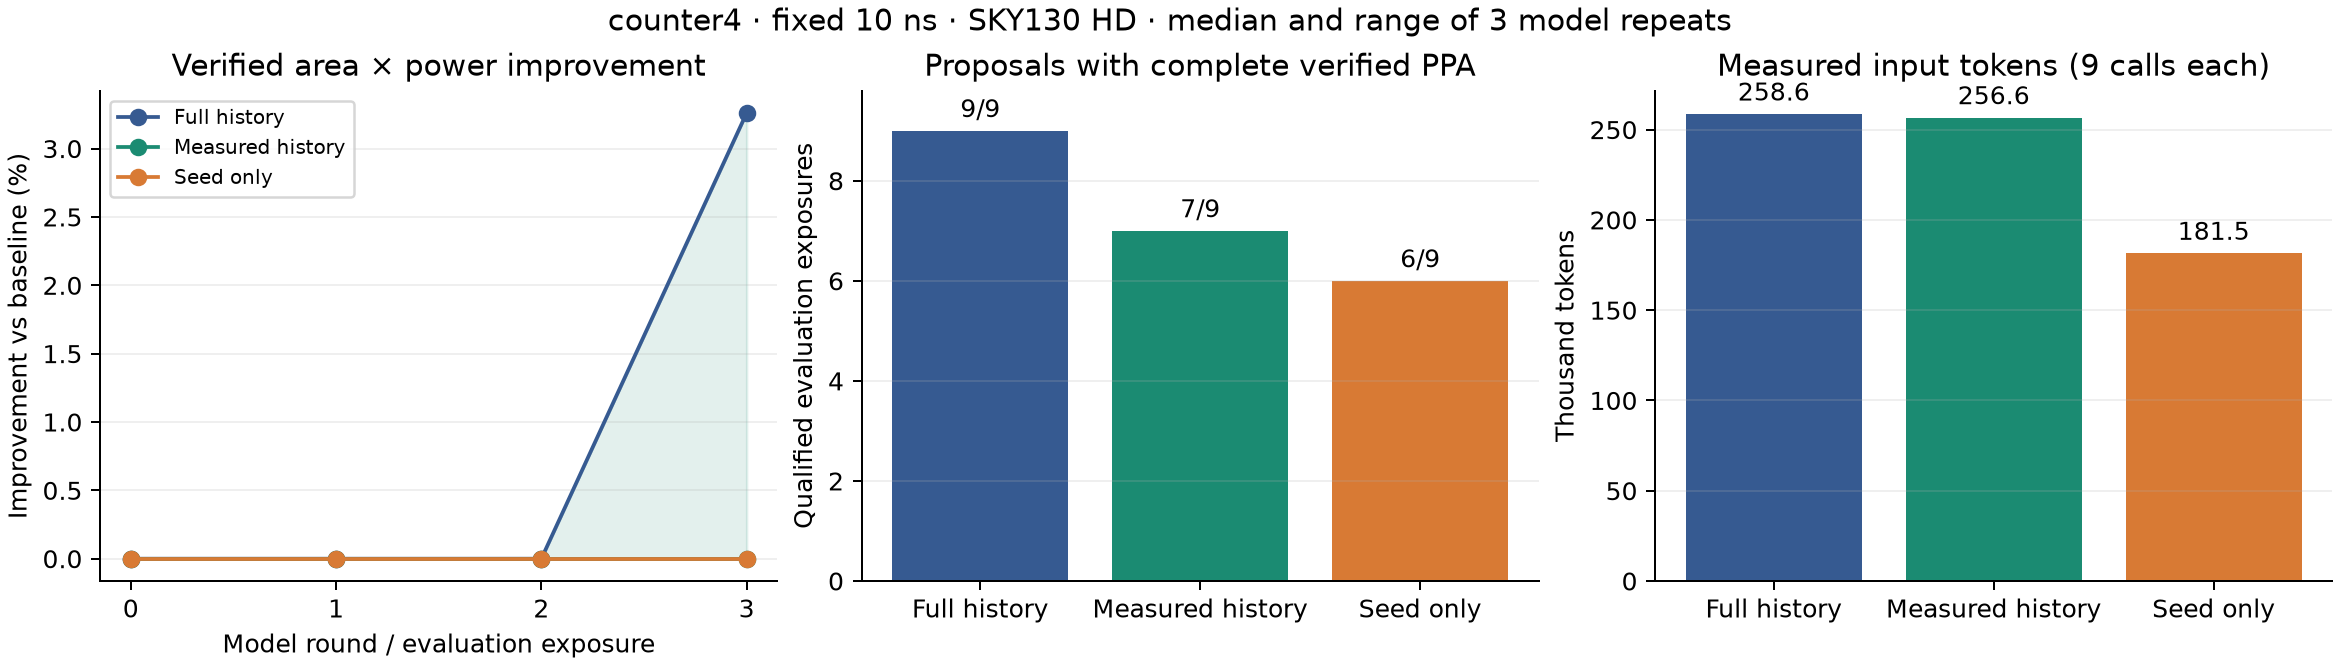 counter4 · fixed 10 ns · SKY130 HD · median and range of 3 model repeats
Verified area × power improvement
Improvement vs baseline (%)
3.0
2.5
2.0
1.5
1.0
0.5
0.0
Full history
Measured history
Seed only
0 1 2 3
Model round / evaluation exposure
Proposals with complete verified PPA
Qualified evaluation exposures
8
6
4
2
0
9/9
7/9
6/9
Full history Measured history Seed only
Measured input tokens (9 calls each)
Thousand tokens
250
200
150
100
50
0
258.6
256.6
181.5
Full history Measured history Seed only